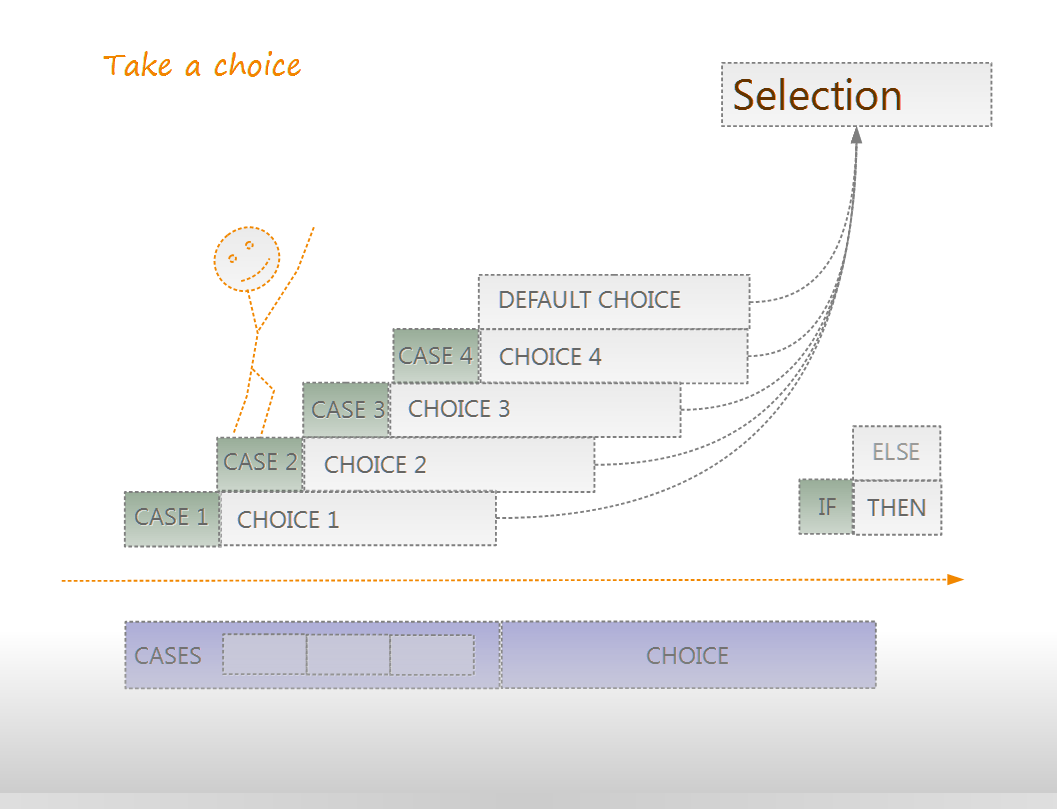 Take a choice
Selection
DEFAULT CHOICE
CASE 4 CHOICE 4
CASE 3 CHOICE 3
CASE 2 CHOICE 2
CASE 1 CHOICE 1
ELSE
IF THEN
CASES CHOICE